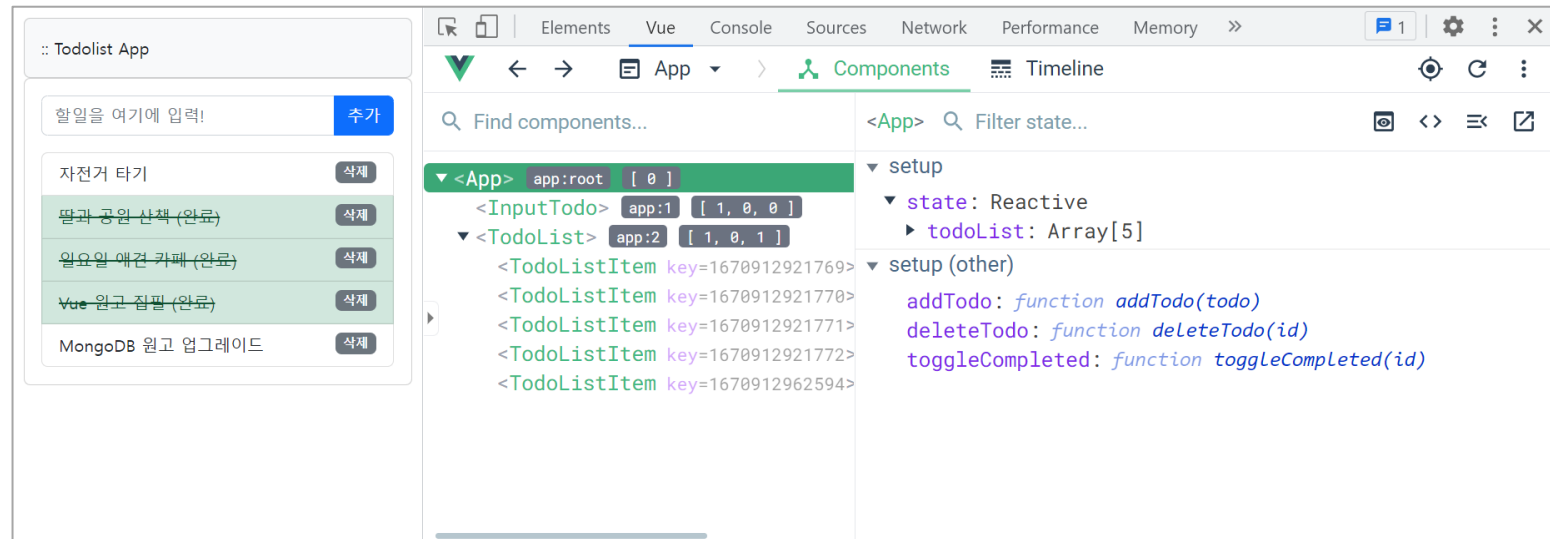 :: Todolist App
할일을 여기에 입력!
추가
자전거 타기
삭제
딸과 공원 산책 (완료)
삭제
일요일 애견 카페 (완료)
삭제
Vue 원고 집필 (완료)
삭제
MongoDB 원고 업그레이드
삭제
Elements Vue Console Sources Network Performance Memory 1
App Components Timeline
Find components...
<App> app:root [ 0 ]
<InputTodo> app:1 [ 1, 0, 0 ]
<TodoList> app:2 [ 1, 0, 1 ]
<TodoListItem key=1670912921769>
<TodoListItem key=1670912921770>
<TodoListItem key=1670912921771>
<TodoListItem key=1670912921772>
<TodoListItem key=1670912962594>
<App> Filter state...
setup
state: Reactive
todoList: Array[5]
setup (other)
addTodo: function addTodo(todo)
deleteTodo: function deleteTodo(id)
toggleCompleted: function toggleCompleted(id)